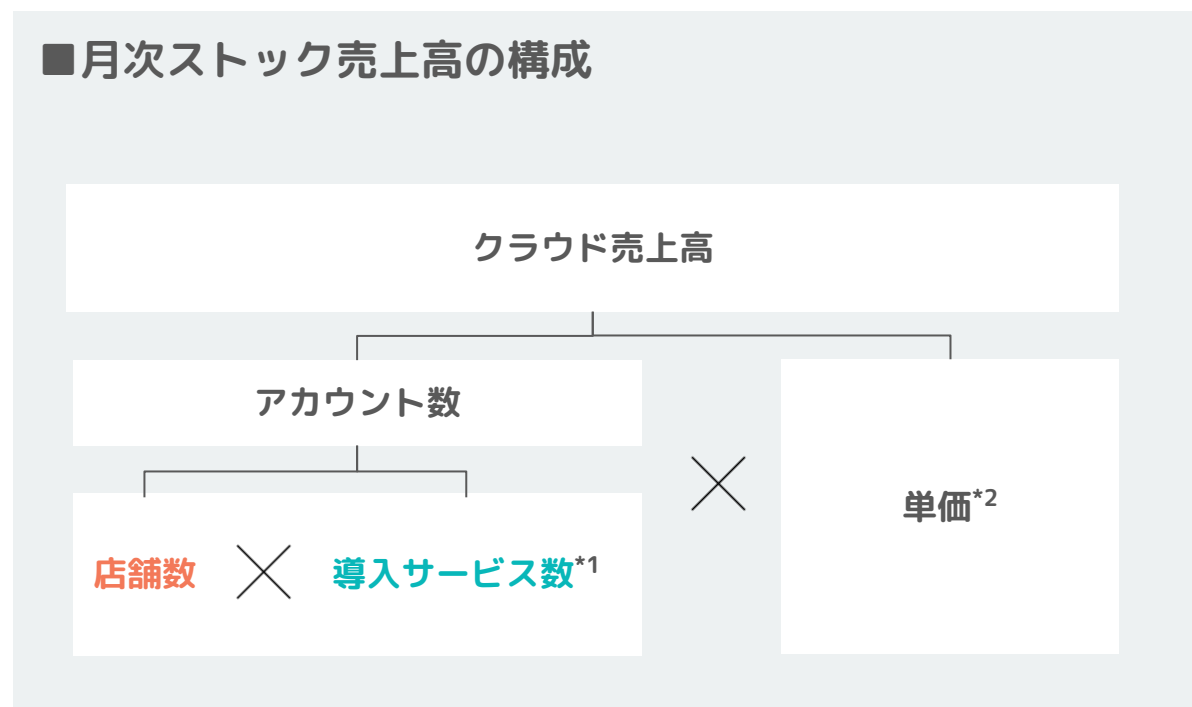 ■月次ストック売上高の構成
クラウド売上高
アカウント数
単価*2
店舗数
導入サービス数*1